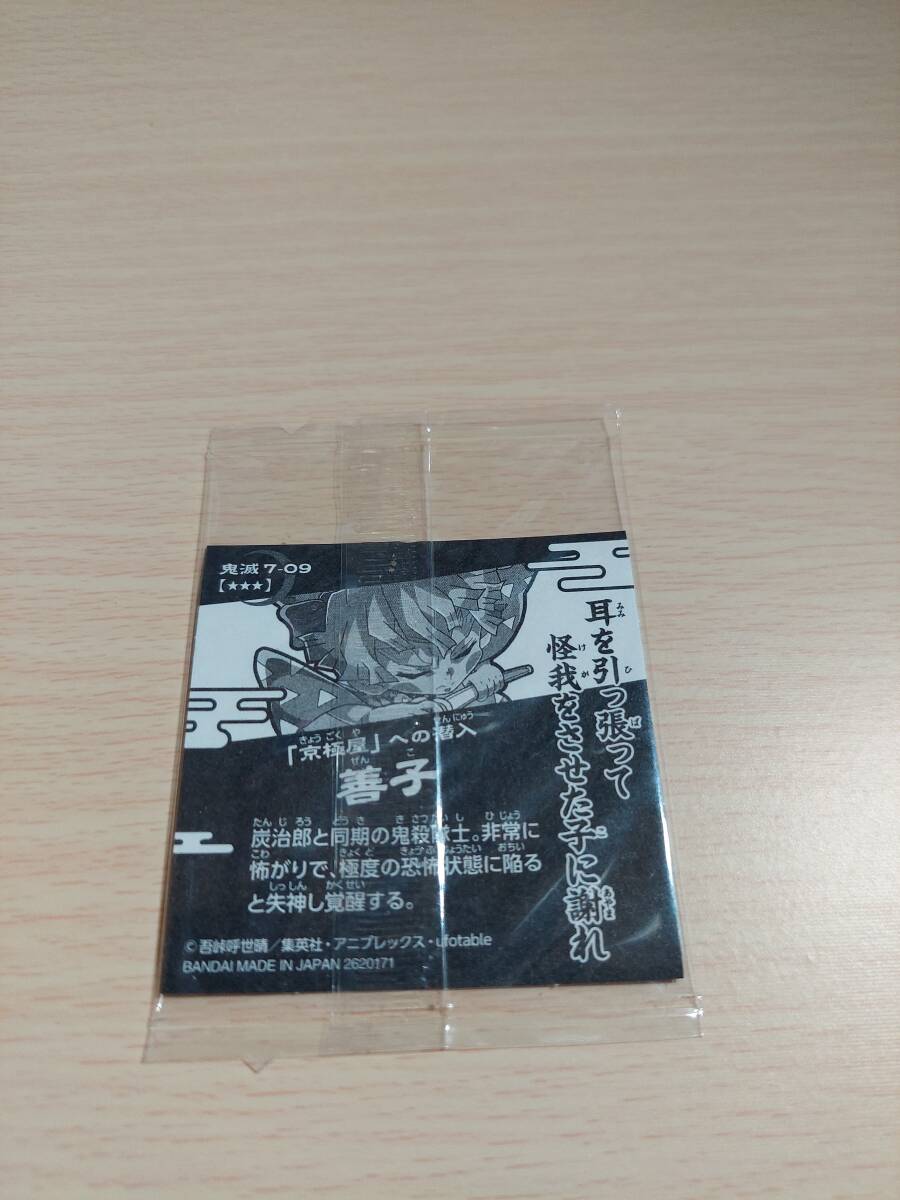 鬼滅 7-09
【★★★】
耳を引っ張って
怪我をさせた子に謝れ
「京極屋」への潜入
善子
炭治郎と同期の鬼殺隊士。非常に
怖がりで、極度の恐怖状態に陥る
と失神し覚醒する。
©吾峠呼世晴／集英社・アニプレックス・ufotable
BANDAI MADE IN JAPAN 2620171